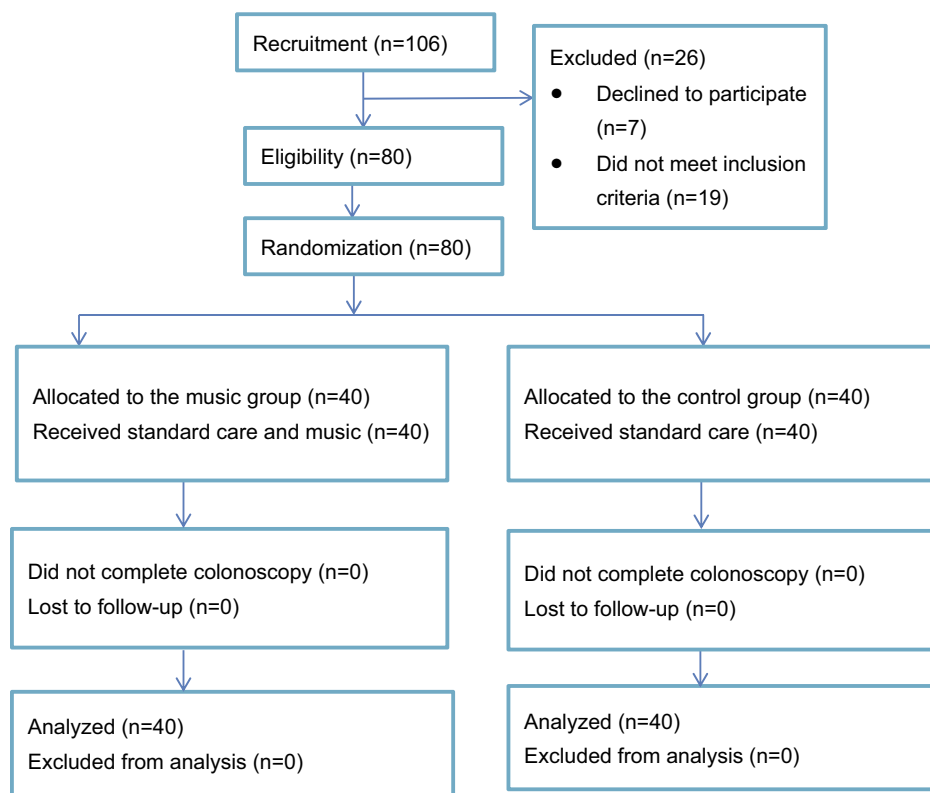 Recruitment (n=106)
Excluded (n=26)
● Declined to participate
(n=7)
● Did not meet inclusion
criteria (n=19)
Eligibility (n=80)
Randomization (n=80)
Allocated to the music group (n=40)
Received standard care and music (n=40)
Allocated to the control group (n=40)
Received standard care (n=40)
Did not complete colonoscopy (n=0)
Lost to follow-up (n=0)
Did not complete colonoscopy (n=0)
Lost to follow-up (n=0)
Analyzed (n=40)
Excluded from analysis (n=0)
Analyzed (n=40)
Excluded from analysis (n=0)